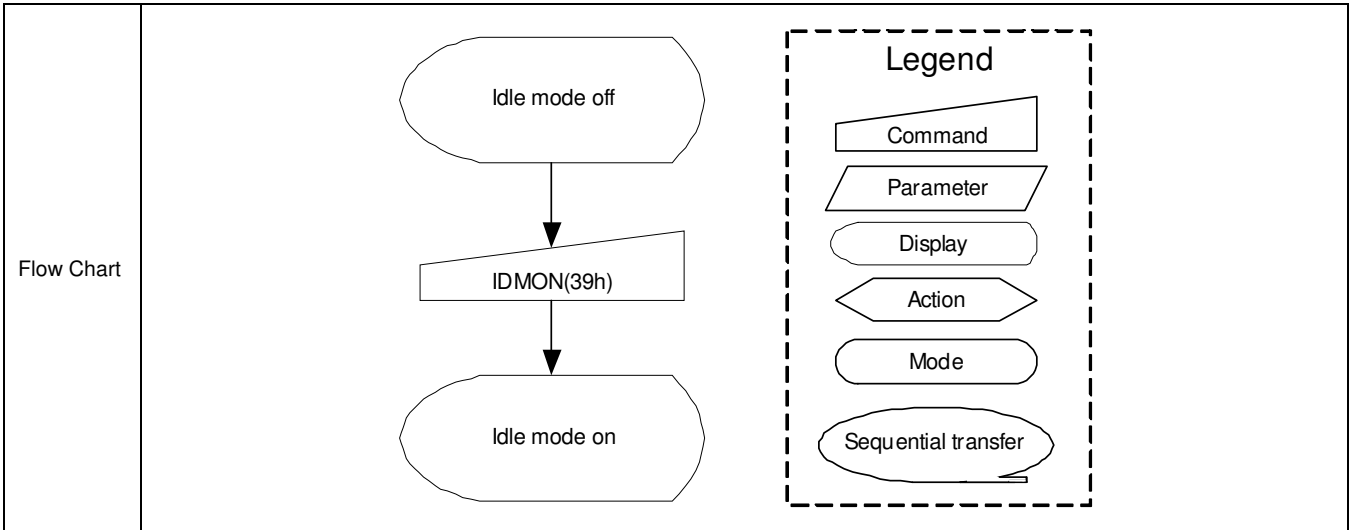 Flow Chart
Idle mode off
IDMON(39h)
Idle mode on
Legend
Command
Parameter
Display
Action
Mode
Sequential transfer